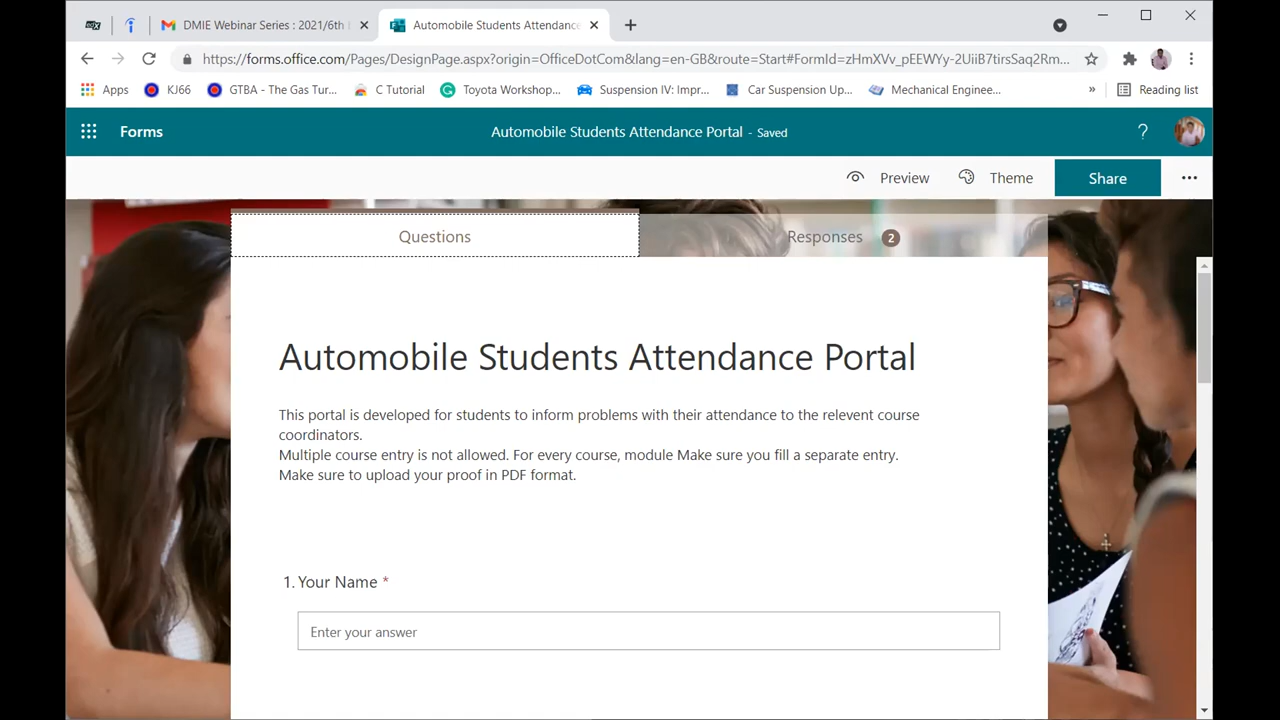 edX
DMIE Webinar Series : 2021/6th
Automobile Students Attendance
https://forms.office.com/Pages/DesignPage.aspx?origin=OfficeDotCom&lang=en-GB&route=Start#FormId=zHmXVv_pEEWYy-2UiiB7tirsSaq2Rm...
Apps KJ66 GTBA - The Gas Tur... C Tutorial Toyota Workshop... Suspension IV: Impr... Car Suspension Up... Mechanical Enginee... » Reading list
Forms Automobile Students Attendance Portal - Saved ?
Preview Theme Share ...
Questions Responses 2
Automobile Students Attendance Portal
This portal is developed for students to inform problems with their attendance to the relevent course
coordinators.
Multiple course entry is not allowed. For every course, module Make sure you fill a separate entry.
Make sure to upload your proof in PDF format.
1. Your Name *
Enter your answer